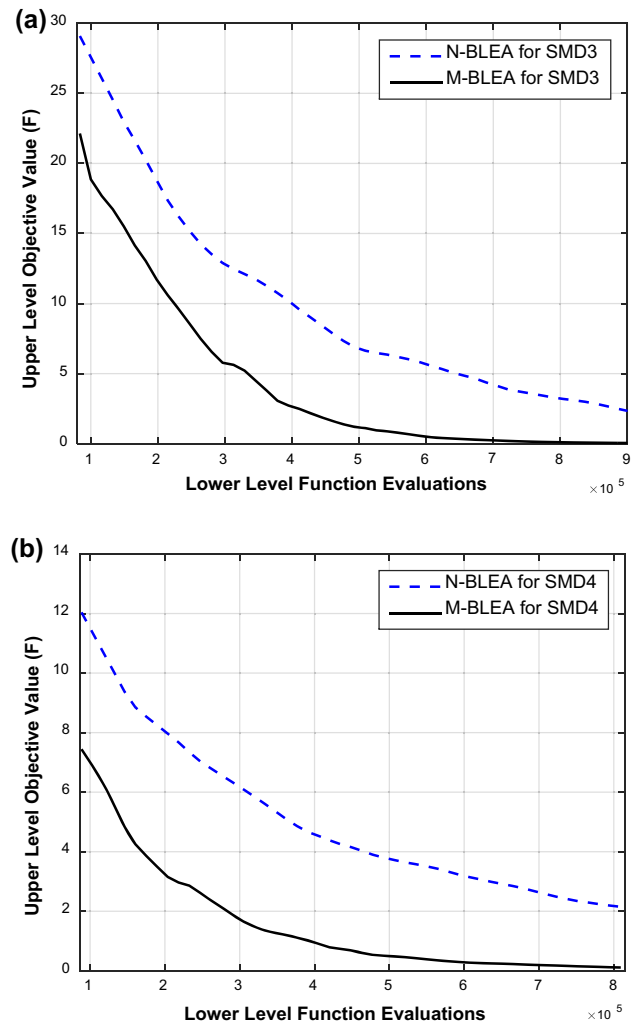 (a)
30
25
20
15
10
5
0
Upper Level Objective Value (F)
N-BLEA for SMD3
M-BLEA for SMD3
1 2 3 4 5 6 7 8 9
Lower Level Function Evaluations
×10 5
(b)
14
12
10
8
6
4
2
0
Upper Level Objective Value (F)
N-BLEA for SMD4
M-BLEA for SMD4
1 2 3 4 5 6 7 8
Lower Level Function Evaluations
×10 5